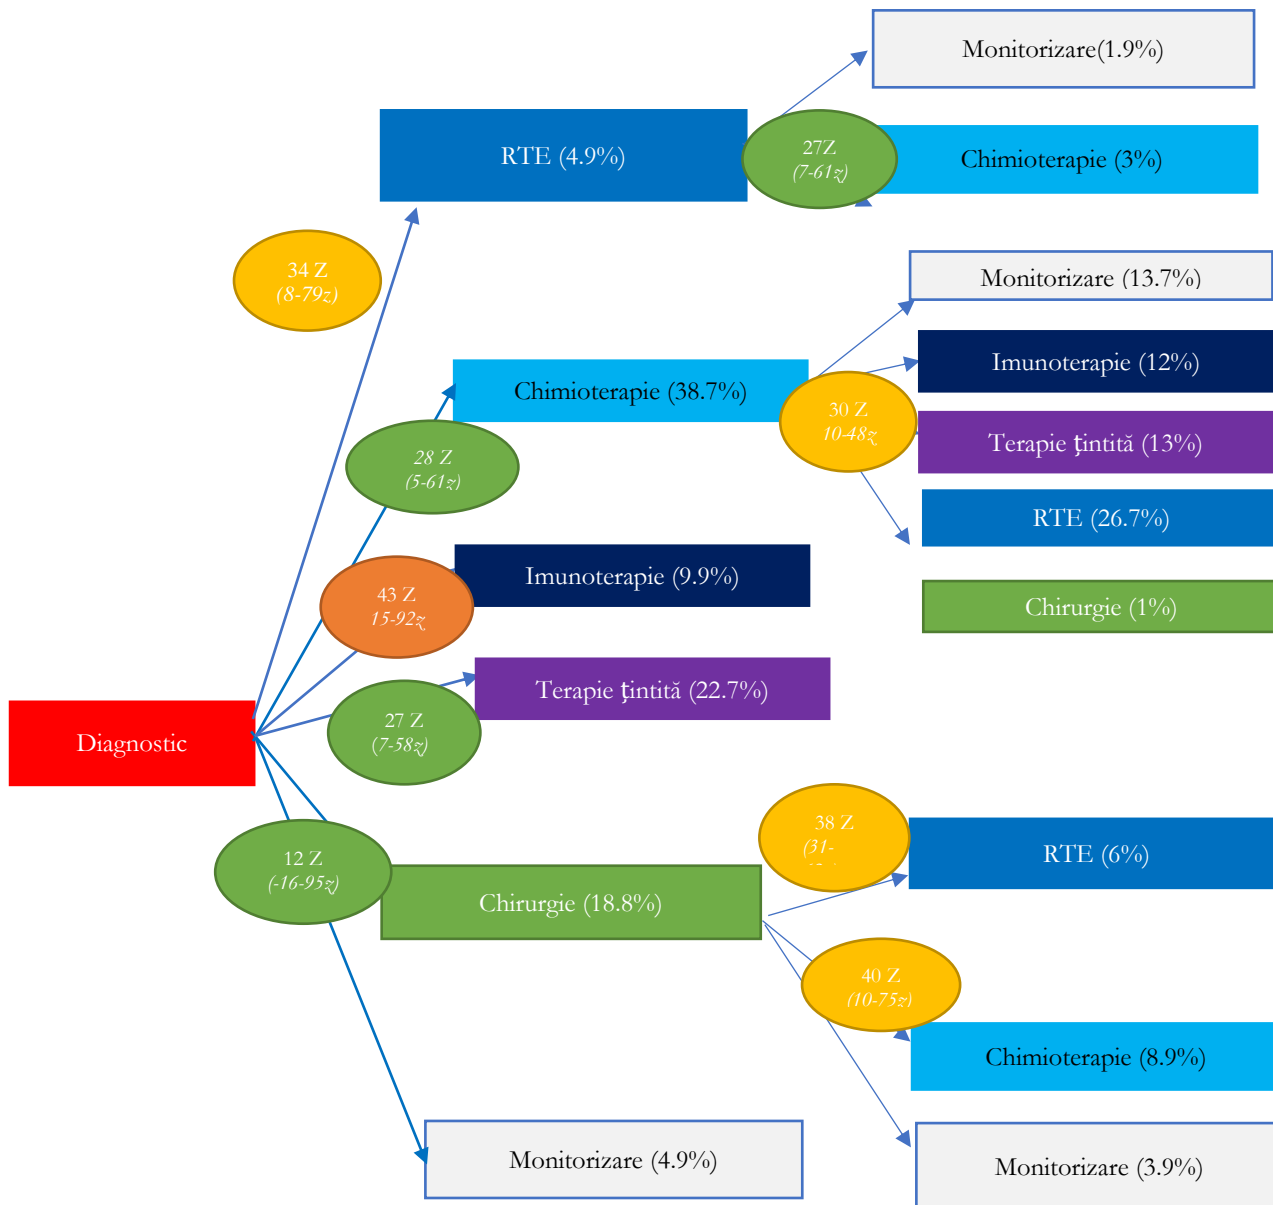 Monitorizare(1.9%)
RTE (4.9%)
27Z
(7-61z)
Chimioterapie (3%)
34 Z
(8-79z)
Monitorizare (13.7%)
Imunoterapie (12%)
Chimioterapie (38.7%)
30 Z
10-48z
Terapie țintită (13%)
28 Z
(5-61z)
RTE (26.7%)
Imunoterapie (9.9%)
43 Z
15-92z
Chirurgie (1%)
Terapie țintită (22.7%)
27 Z
(7-58z)
Diagnostic
38 Z
(31-
RTE (6%)
12 Z
(-16-95z)
Chirurgie (18.8%)
40 Z
(10-75z)
Chimioterapie (8.9%)
Monitorizare (4.9%)
Monitorizare (3.9%)